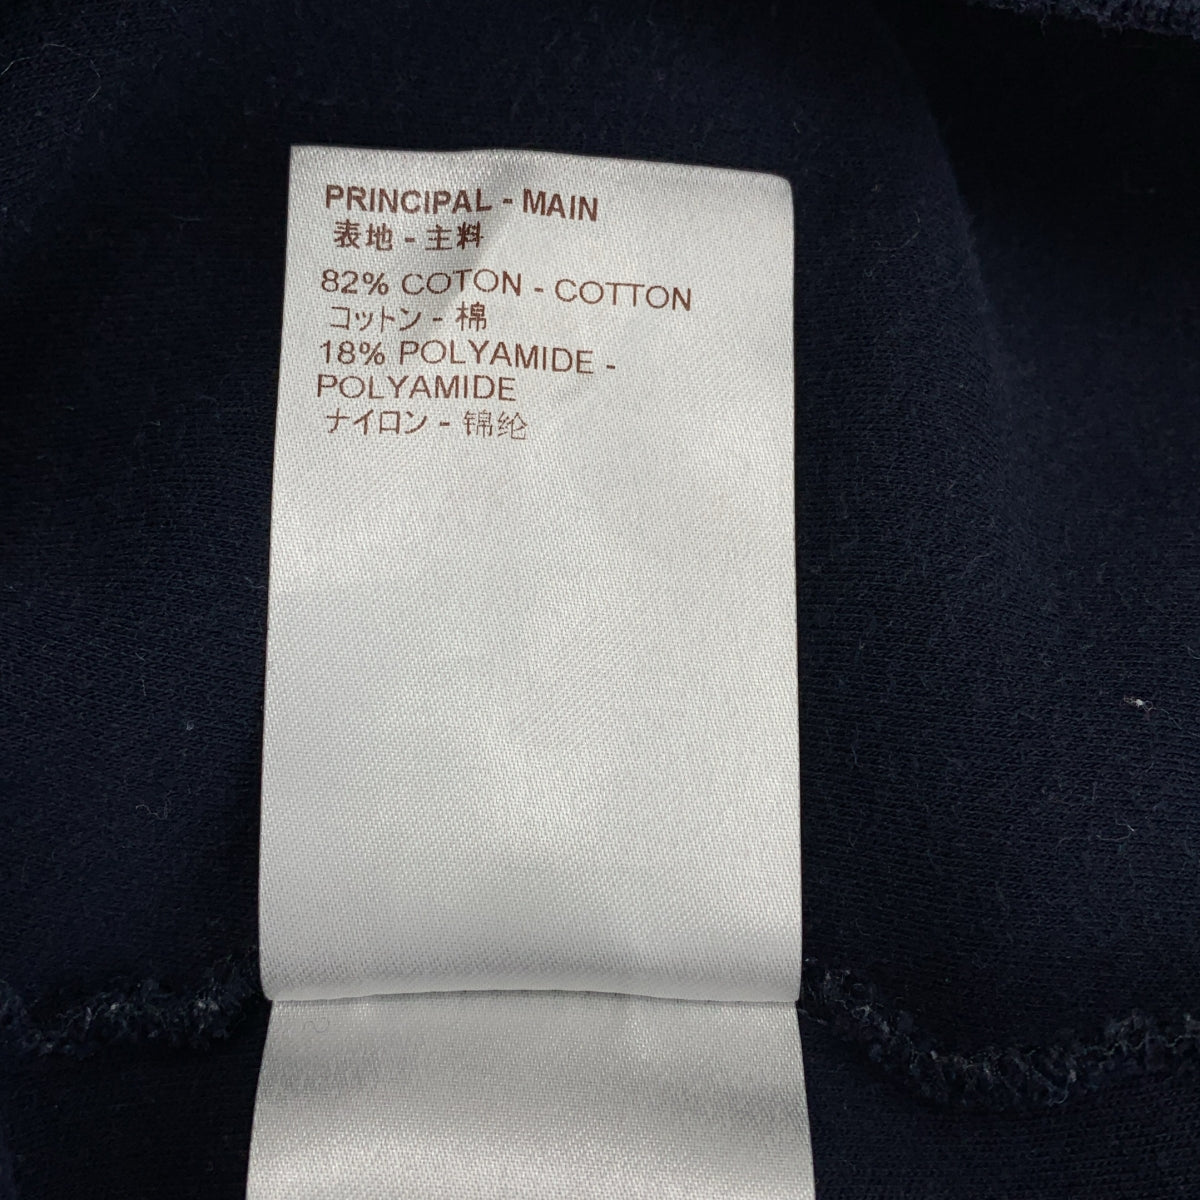 PRINCIPAL - MAIN
表地 - 主料
82% COTON - COTTON
コットン - 棉
18% POLYAMIDE -
POLYAMIDE
ナイロン - 锦纶